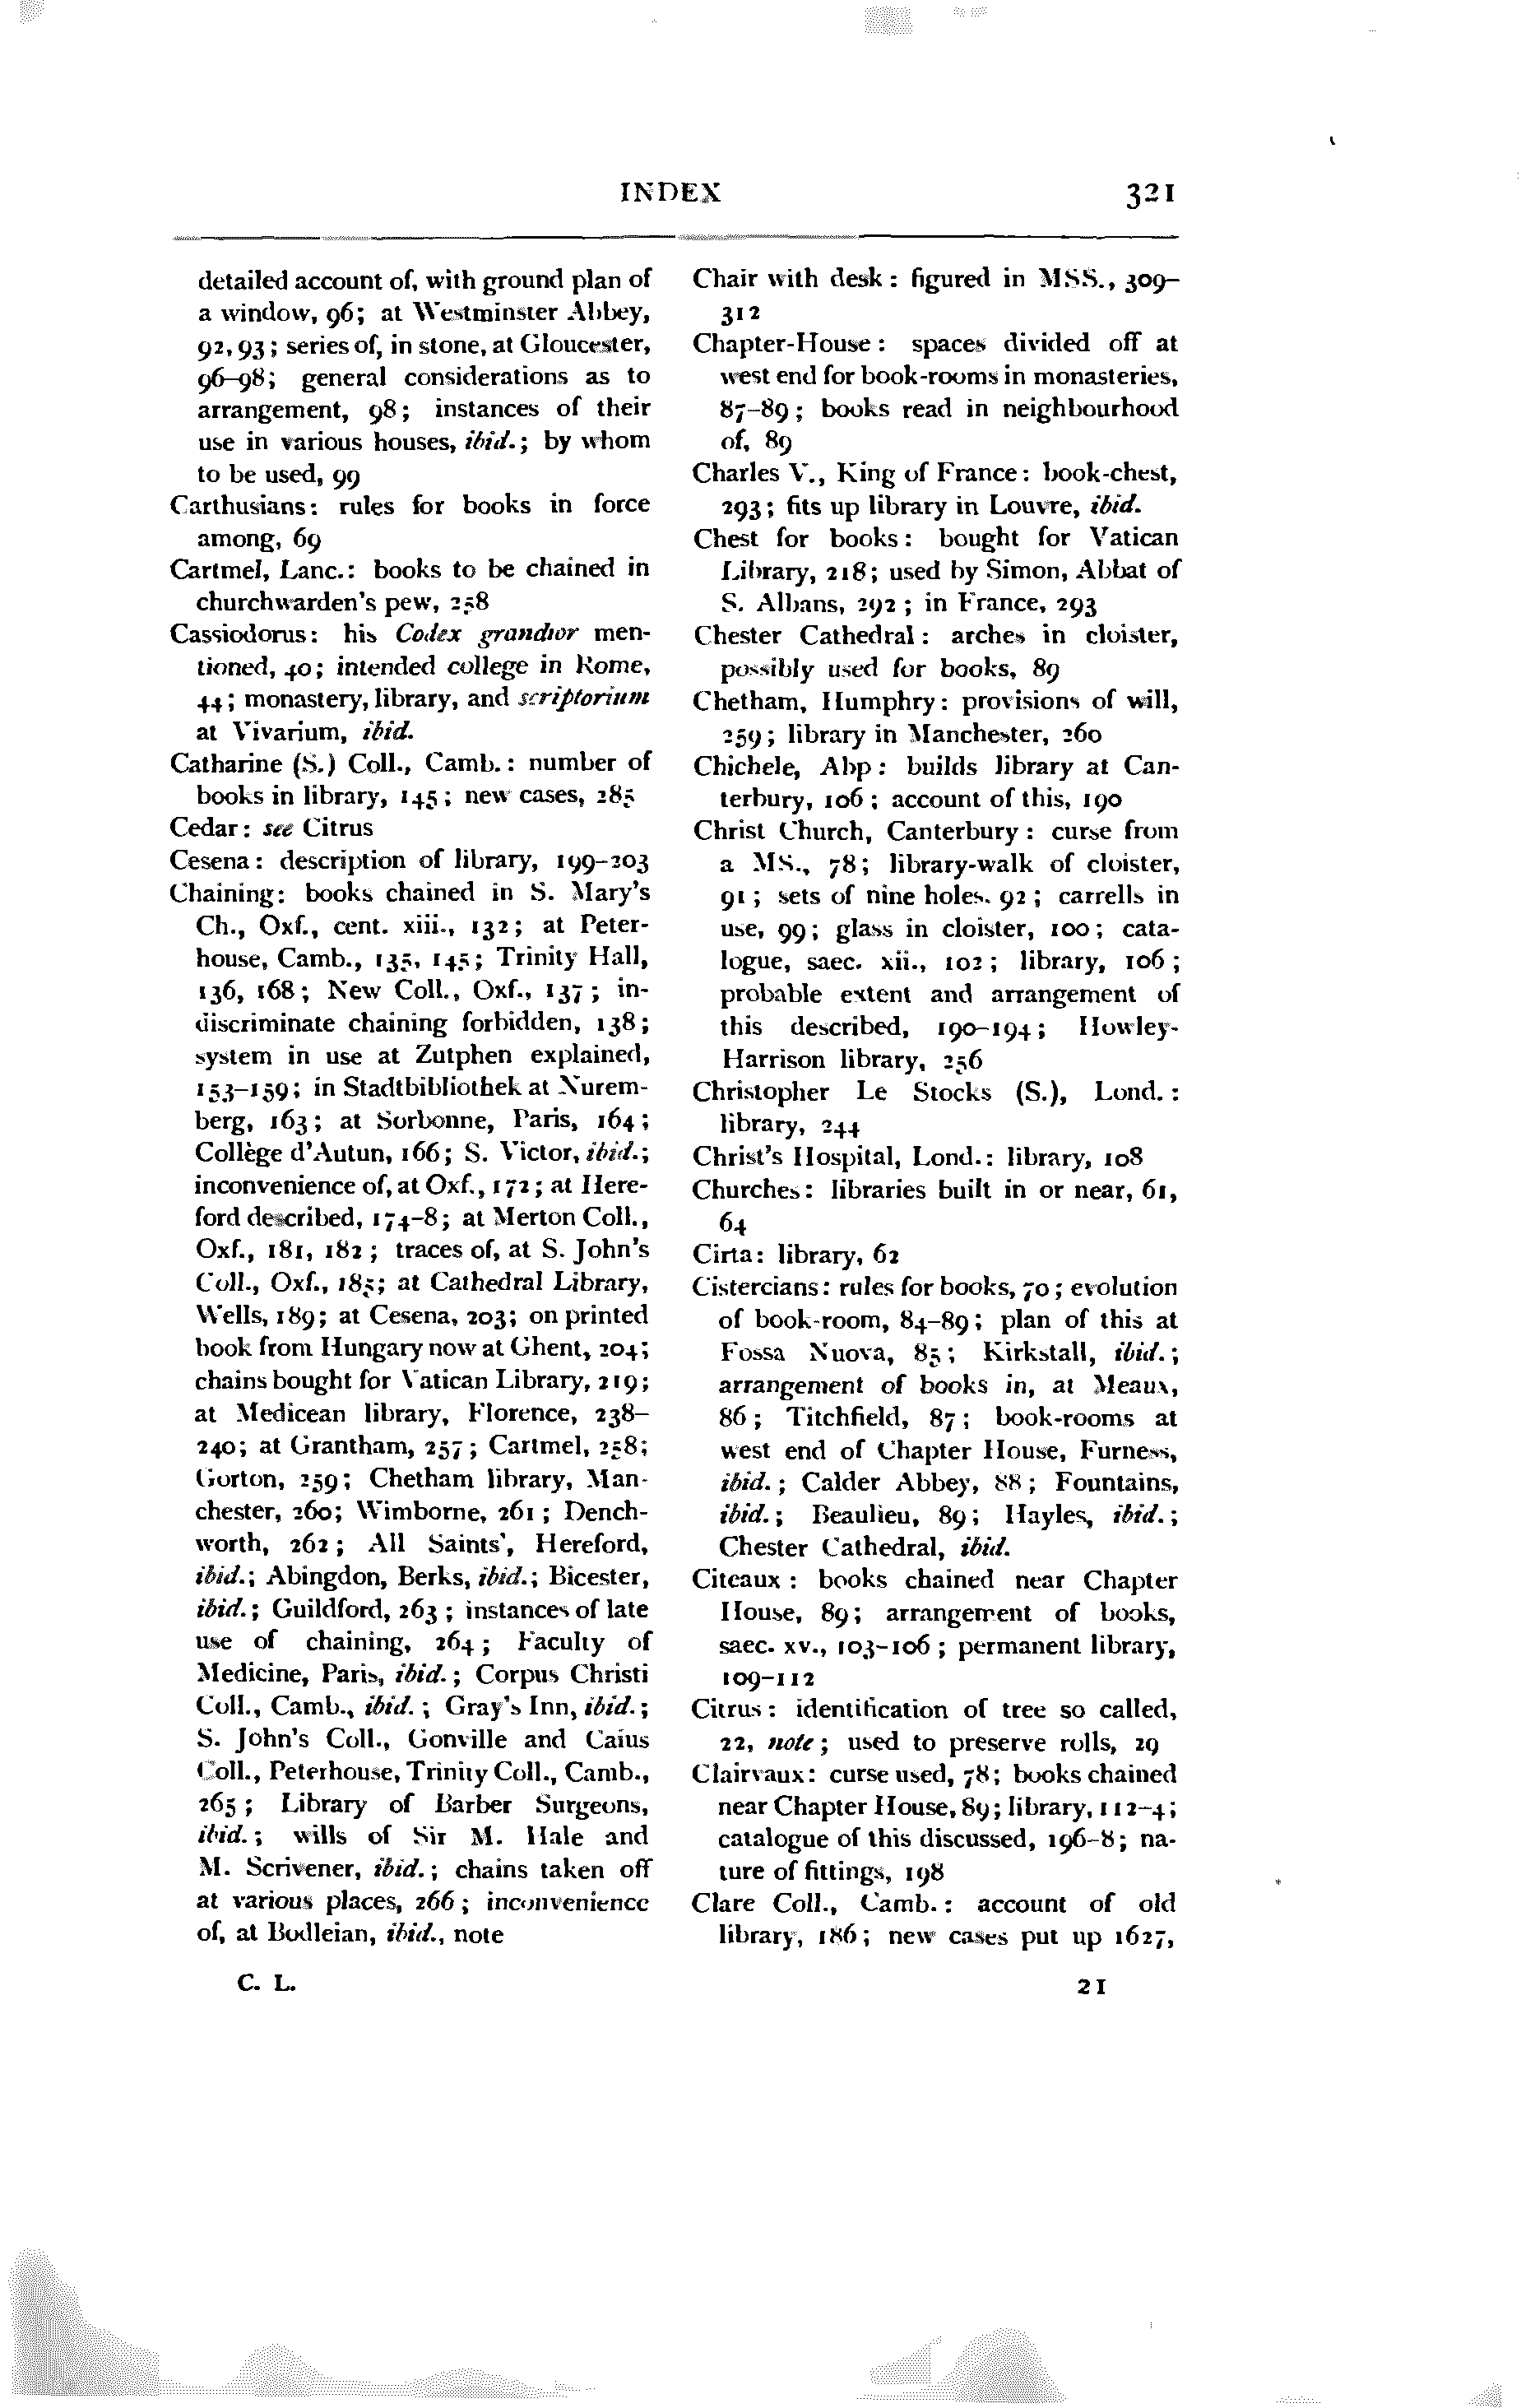 INDEX 321
detailed account of, with ground plan of
a window, 96; at Westminster Abbey,
92, 93; series of, in stone, at Gloucester,
96–98; general considerations as to
arrangement, 98; instances of their
use in various houses, ibid.; by whom
to be used, 99
Carthusians: rules for books in force
among, 69
Cartmel, Lanc.: books to be chained in
churchwarden's pew, 258
Cassiodorus: his Codex grandior men-
tioned, 40; intended college in Rome,
44; monastery, library, and scriptorium
at Vivarium, ibid.
Catharine (S.) Coll., Camb.: number of
books in library, 145; new cases, 285
Cedar: see Citrus
Cesena: description of library, 199–203
Chaining: books chained in S. Mary's
Ch., Oxf., cent. xiii., 132; at Peter-
house, Camb., 135, 145; Trinity Hall,
136, 168; New Coll., Oxf., 137; in-
discriminate chaining forbidden, 138;
system in use at Zutphen explained,
153–159; in Stadtbibliothek at Nurem-
berg, 163; at Sorbonne, Paris, 164;
Collège d'Autun, 166; S. Victor, ibid.;
inconvenience of, at Oxf., 172; at Here-
ford described, 174–8; at Merton Coll.,
Oxf., 181, 182; traces of, at S. John's
Coll., Oxf., 185; at Cathedral Library,
Wells, 189; at Cesena, 203; on printed
book from Hungary now at Ghent, 204;
chains bought for Vatican Library, 219;
at Medicean library, Florence, 238–
240; at Grantham, 257; Cartmel, 258;
Gorton, 259; Chetham library, Man-
chester, 260; Wimborne, 261; Dench-
worth, 262; All Saints', Hereford,
ibid.; Abingdon, Berks, ibid.; Bicester,
ibid.; Guildford, 263; instances of late
use of chaining, 264; Faculty of
Medicine, Paris, ibid.; Corpus Christi
Coll., Camb., ibid.; Gray's Inn, ibid.;
S. John's Coll., Gonville and Caius
Coll., Peterhouse, Trinity Coll., Camb.,
265; Library of Barber Surgeons,
ibid.; wills of Sir M. Hale and
M. Scrivener, ibid.; chains taken off
at various places, 266; inconvenience
of, at Bodleian, ibid., note
Chair with desk: figured in MSS., 309–
312
Chapter-House: spaces divided off at
west end for book-rooms in monasteries,
87–89; books read in neighbourhood
of, 89
Charles V., King of France: book-chest,
293; fits up library in Louvre, ibid.
Chest for books: bought for Vatican
Library, 218; used by Simon, Abbat of
S. Albans, 292; in France, 293
Chester Cathedral: arches in cloister,
possibly used for books, 89
Chetham, Humphry: provisions of will,
259; library in Manchester, 260
Chichele, Abp: builds library at Can-
terbury, 106; account of this, 190
Christ Church, Canterbury: curse from
a MS., 78; library-walk of cloister,
91; sets of nine holes. 92; carrells in
use, 99; glass in cloister, 100; cata-
logue, saec. xii., 102; library, 106;
probable extent and arrangement of
this described, 190–194; Howley-
Harrison library, 256
Christopher Le Stocks (S.), Lond.:
library, 244
Christ's Hospital, Lond.: library, 108
Churches: libraries built in or near, 61,
64
Cirta: library, 62
Cistercians: rules for books, 70; evolution
of book-room, 84–89; plan of this at
Fossa Nuova, 85; Kirkstall, ibid.;
arrangement of books in, at Meaux,
86; Titchfield, 87; book-rooms at
west end of Chapter House, Furness,
ibid.; Calder Abbey, 88; Fountains,
ibid.; Beaulieu, 89; Hayles, ibid.;
Chester Cathedral, ibid.
Citeaux: books chained near Chapter
House, 89; arrangement of books,
saec. xv., 103–106; permanent library,
109–112
Citrus: identification of tree so called,
22, note; used to preserve rolls, 29
Clairvaux: curse used, 78; books chained
near Chapter House, 89; library, 112–4;
catalogue of this discussed, 196–8; na-
ture of fittings, 198
Clare Coll., Camb.: account of old
library, 186; new cases put up 1627,
C. L. 21